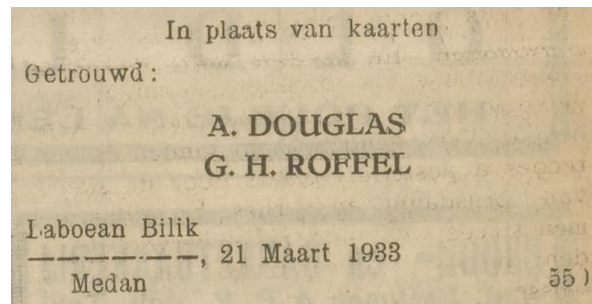 In plaats van kaarten
Getrouwd:
A. DOUGLAS
G. H. ROFFEL
Laboean Bilik
——————, 21 Maart 1933
Medan
55)